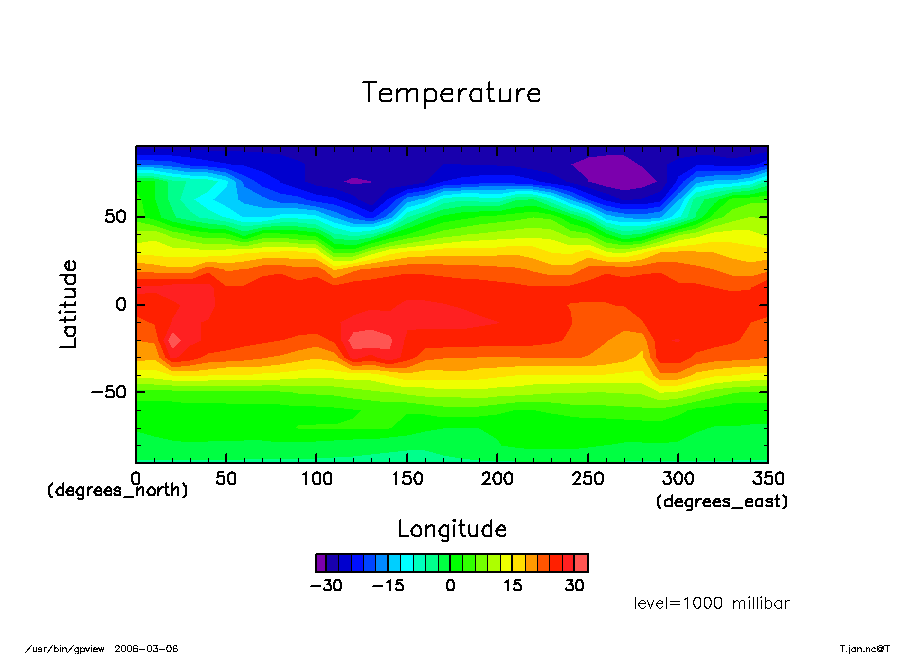 Temperature
50
0
−50
Latitude
0 50 100 150 200 250 300 350
(degrees_north)
(degrees_east)
Longitude
−30 −15 0 15 30
level=1000 millibar
/usr/bin/gpview 2006−03−06
T.jan.nc@T